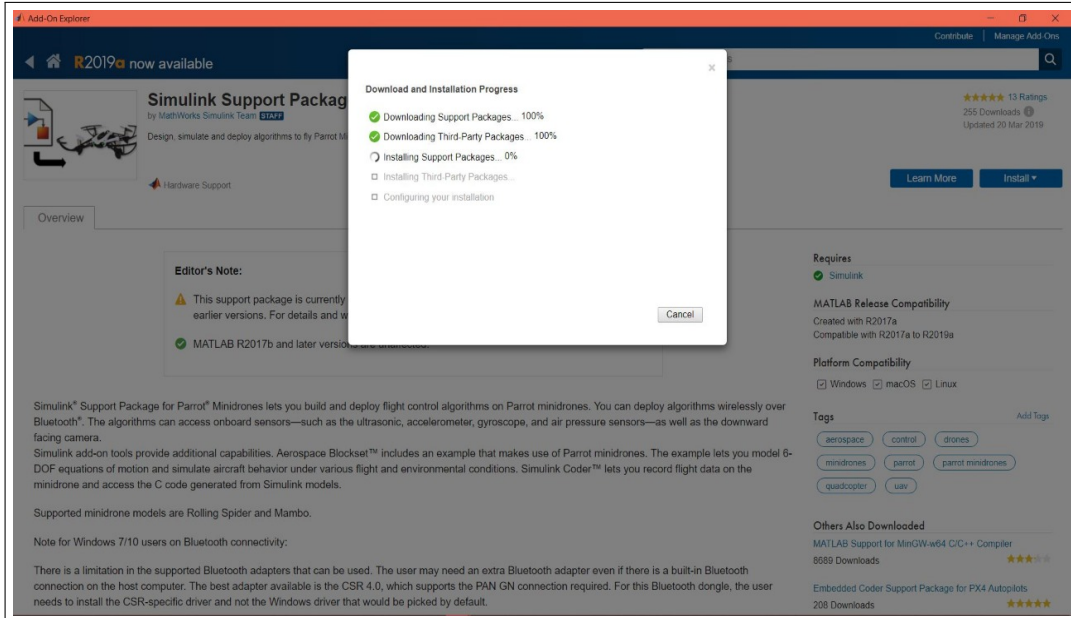 Add-On Explorer
Contribute | Manage Add-Ons
R2019a now available
Simulink Support Packag
by MathWorks Simulink Team STAFF
Design, simulate and deploy algorithms to fly Parrot Mi
Hardware Support
13 Ratings
255 Downloads
Updated 20 Mar 2019
Learn More
Install
Download and Installation Progress
Downloading Support Packages... 100%
Downloading Third-Party Packages... 100%
Installing Support Packages... 0%
Installing Third-Party Packages...
Configuring your installation
Cancel
Overview
Editor's Note:
This support package is currently
earlier versions. For details and w
MATLAB R2017b and later versions are unaffected.
Simulink® Support Package for Parrot® Minidrones lets you build and deploy flight control algorithms on Parrot minidrones. You can deploy algorithms wirelessly over
Bluetooth®. The algorithms can access onboard sensors—such as the ultrasonic, accelerometer, gyroscope, and air pressure sensors—as well as the downward
facing camera.
Simulink add-on tools provide additional capabilities. Aerospace Blockset™ includes an example that makes use of Parrot minidrones. The example lets you model 6-
DOF equations of motion and simulate aircraft behavior under various flight and environmental conditions. Simulink Coder™ lets you record flight data on the
minidrone and access the C code generated from Simulink models.
Supported minidrone models are Rolling Spider and Mambo.
Note for Windows 7/10 users on Bluetooth connectivity:
There is a limitation in the supported Bluetooth adapters that can be used. The user may need an extra Bluetooth adapter even if there is a built-in Bluetooth
connection on the host computer. The best adapter available is the CSR 4.0, which supports the PAN GN connection required. For this Bluetooth dongle, the user
needs to install the CSR-specific driver and not the Windows driver that would be picked by default.
Requires
Simulink
MATLAB Release Compatibility
Created with R2017a
Compatible with R2017a to R2019a
Platform Compatibility
Windows macOS Linux
Tags
Add Tags
aerospace control drones
minidrones parrot parrot minidrones
quadcopter uav
Others Also Downloaded
MATLAB Support for MinGW-w64 C/C++ Compiler
8689 Downloads
Embedded Coder Support Package for PX4 Autopilots
208 Downloads